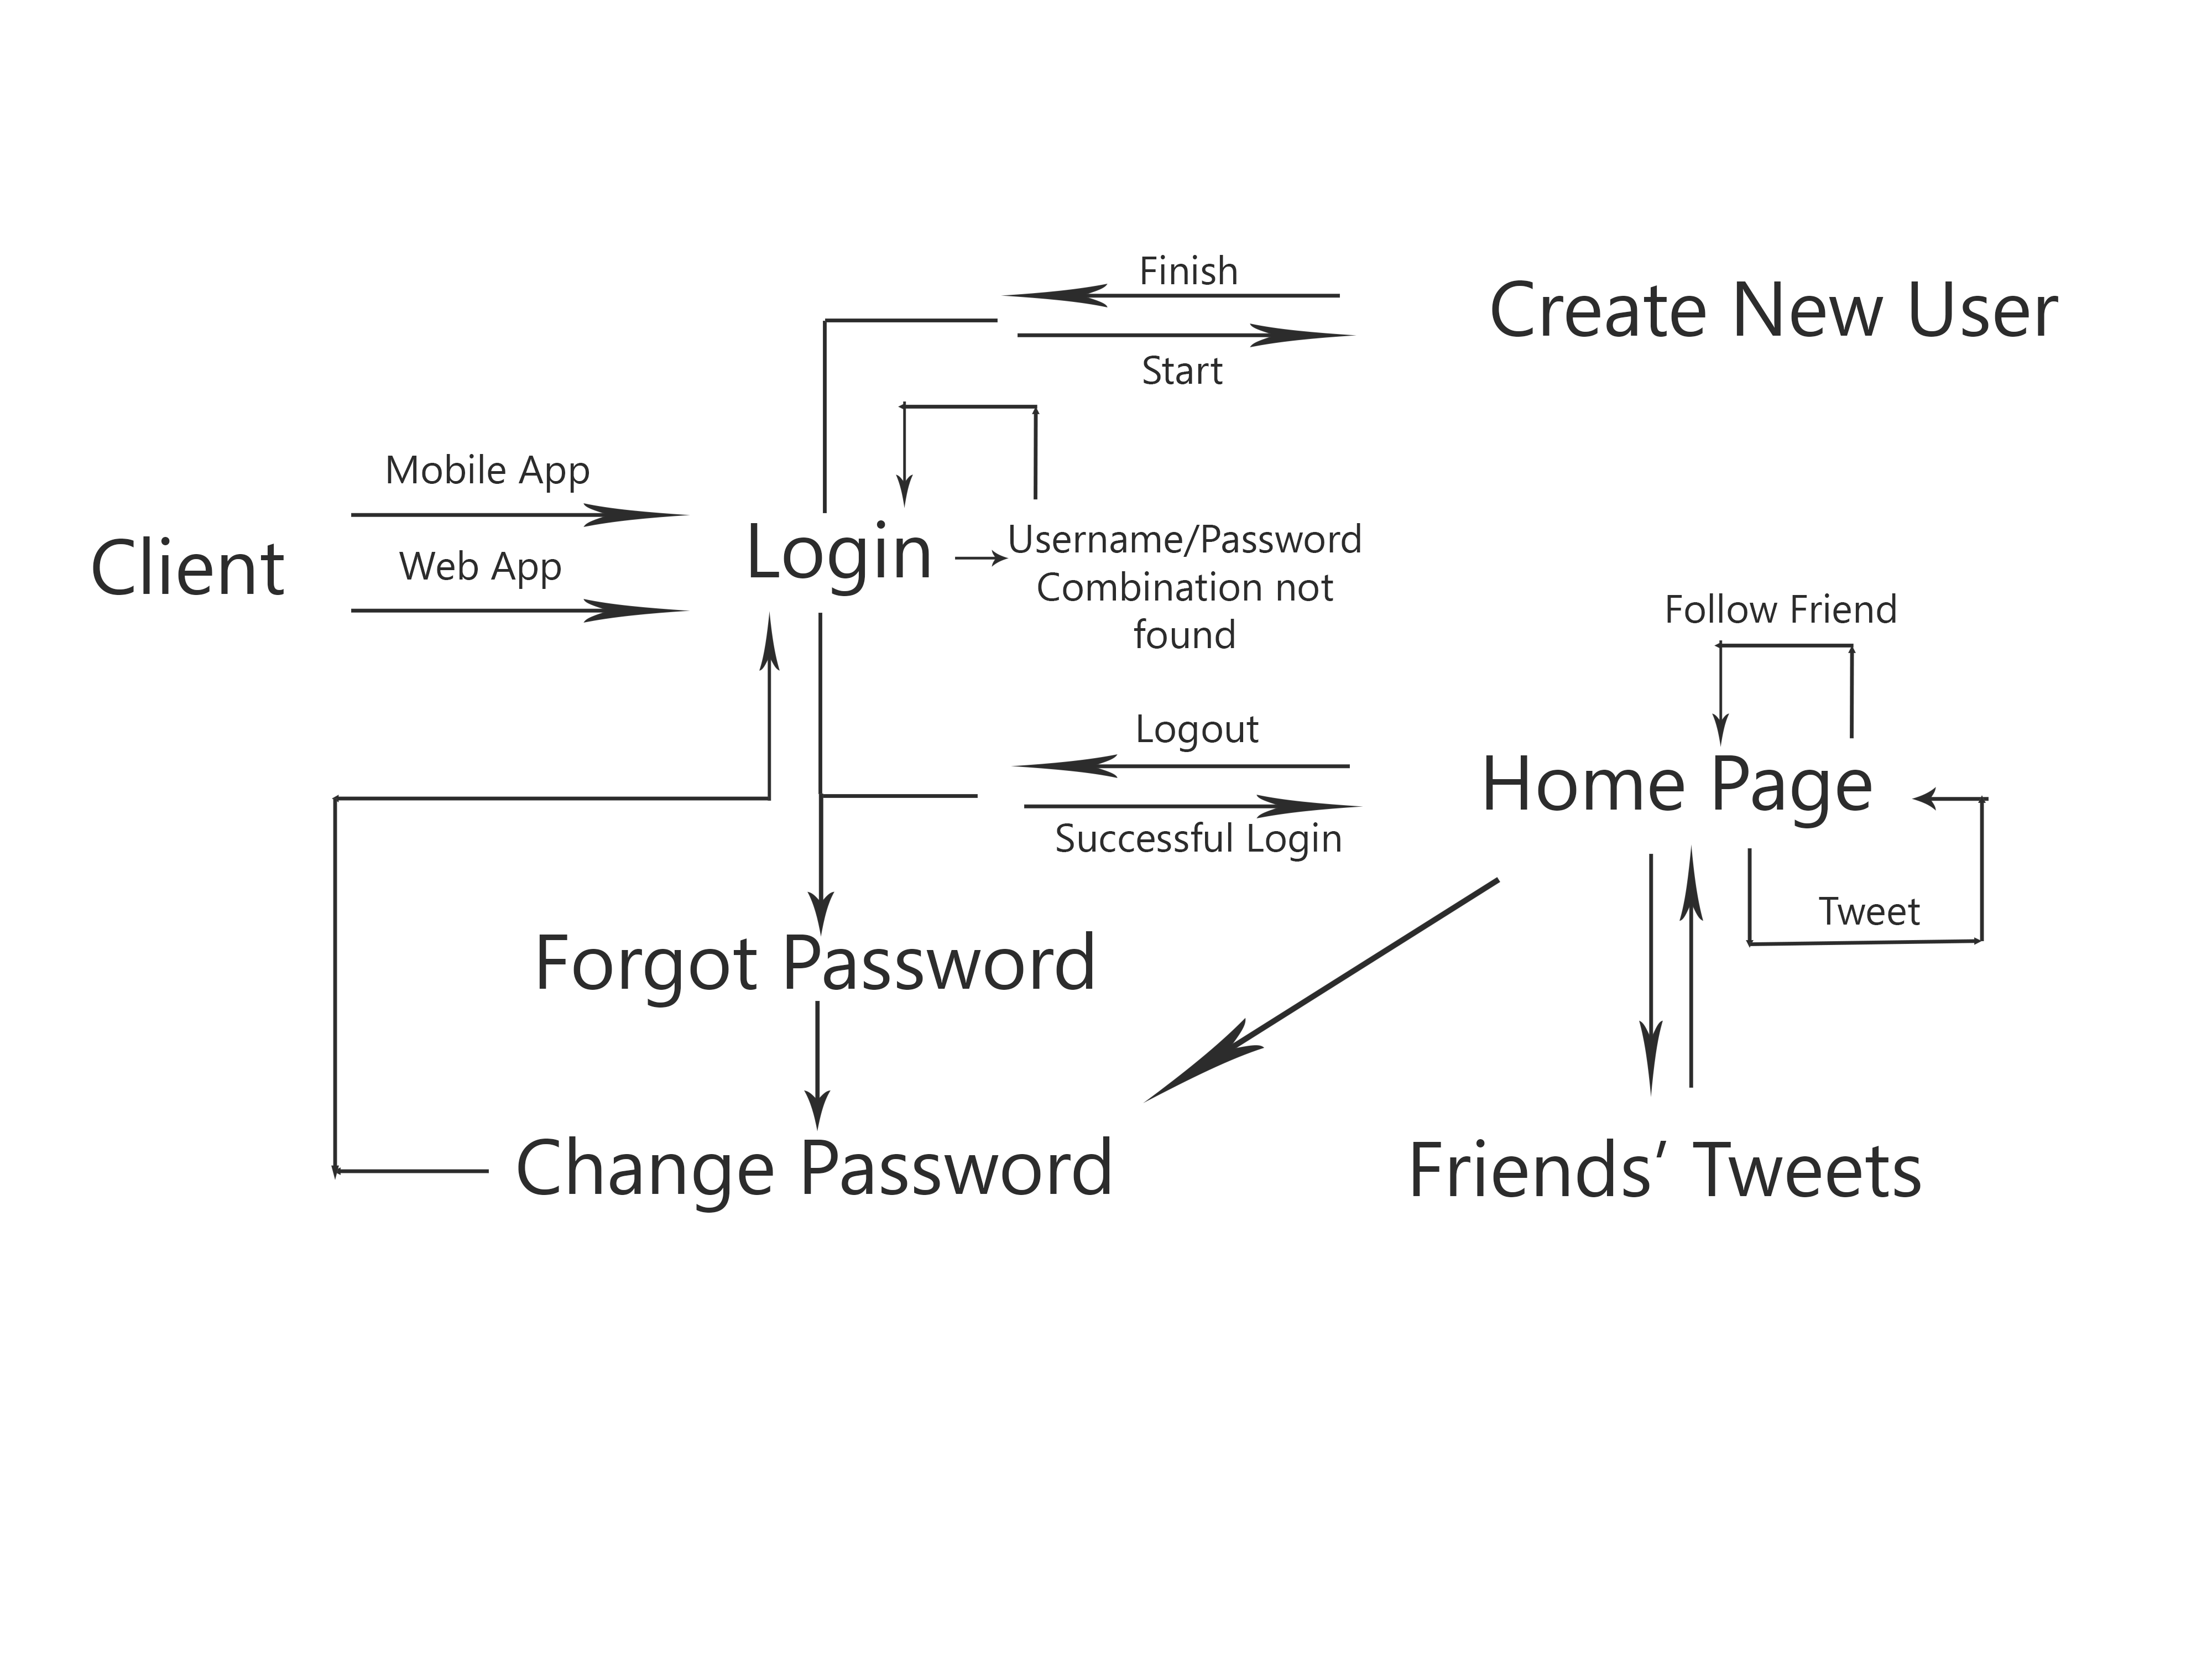 Finish
Create New User
Start
Mobile App
Client
Web App
Login
Username/Password
Combination not
found
Follow Friend
Logout
Home Page
Successful Login
Tweet
Forgot Password
Change Password
Friends’ Tweets